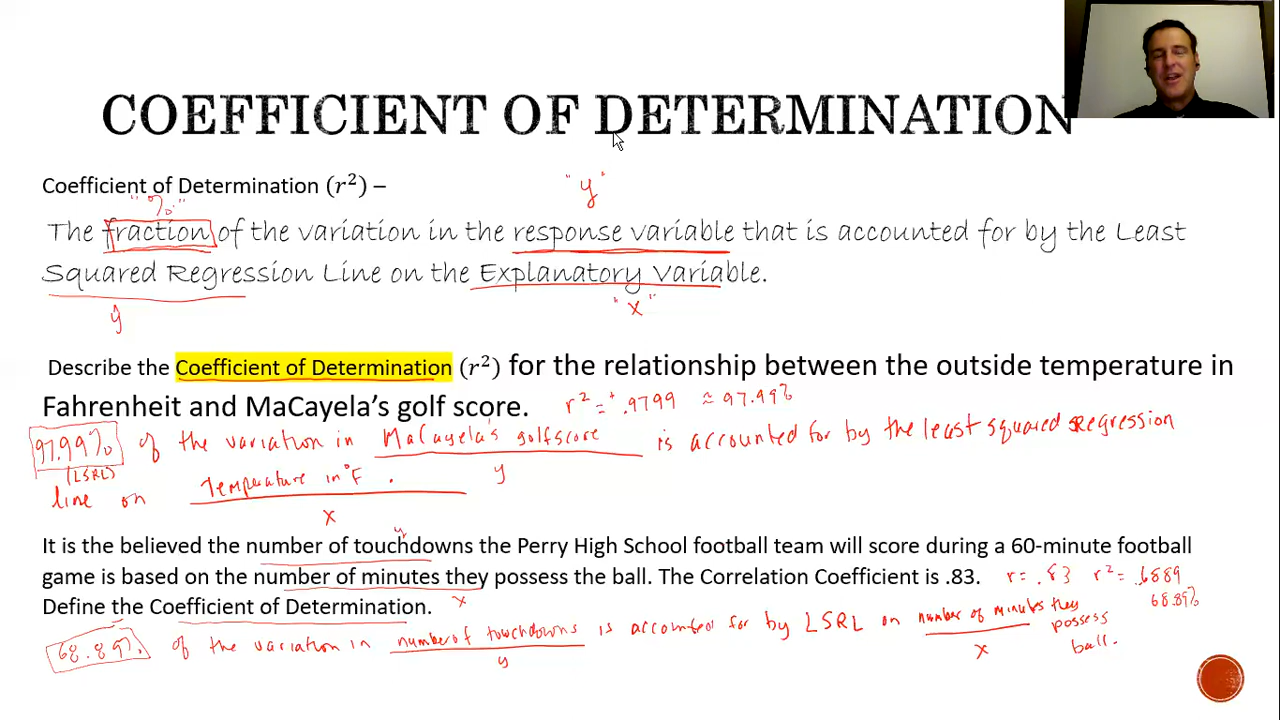 COEFFICIENT OF DETERMINATION
Coefficient of Determination (r²) –
"%" "y"
The fraction of the variation in the response variable that is accounted for by the Least
Squared Regression Line on the Explanatory Variable.
ŷ "x"
Describe the Coefficient of Determination (r²) for the relationship between the outside temperature in
Fahrenheit and MaCayela's golf score. r² = + .9799 ≈ 97.99%
97.99% of the variation in MaCayela's golf score is accounted for by the least squared regression
(LSRL) y
line on Temperature in °F.
x
y
It is the believed the number of touchdowns the Perry High School football team will score during a 60-minute football
game is based on the number of minutes they possess the ball. The Correlation Coefficient is .83. r = .83 r² = .6889
x 68.89%
Define the Coefficient of Determination.
68.89% of the variation in number of touchdowns is accounted for by LSRL on number of minutes they possess ball.
y x